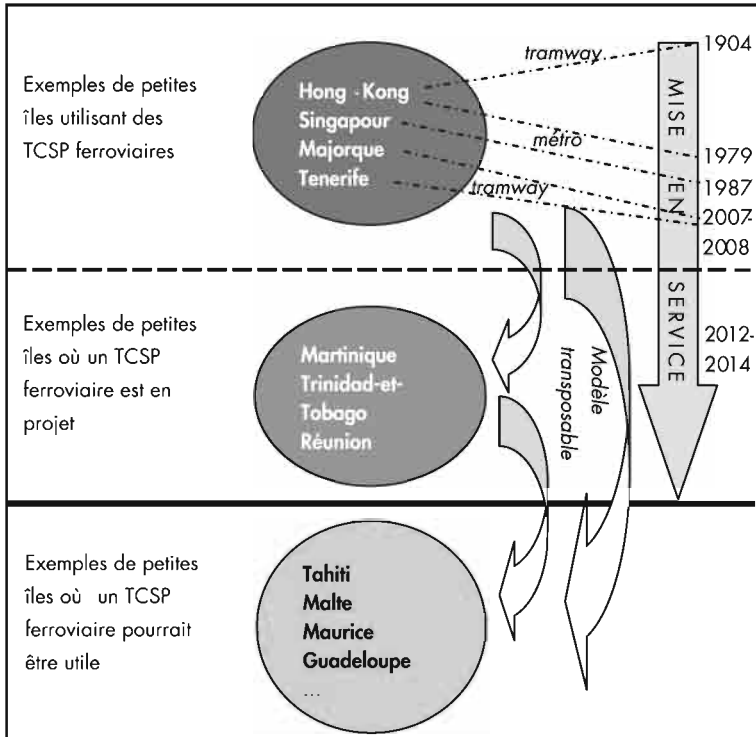 Exemples de petites
îles utilisant des
TCSP ferroviaires
Hong - Kong
Singapour
Majorque
Tenerife
tramway
métro
tramway
1904
1979
1987
2007-
2008
2012-
2014
MISE EN SERVICE
Exemples de petites
îles où un TCSP
ferroviaire est en
projet
Martinique
Trinidad-et-
Tobago
Réunion
Modèle
transposable
Exemples de petites
îles où un TCSP
ferroviaire pourrait
être utile
Tahiti
Malte
Maurice
Guadeloupe
...